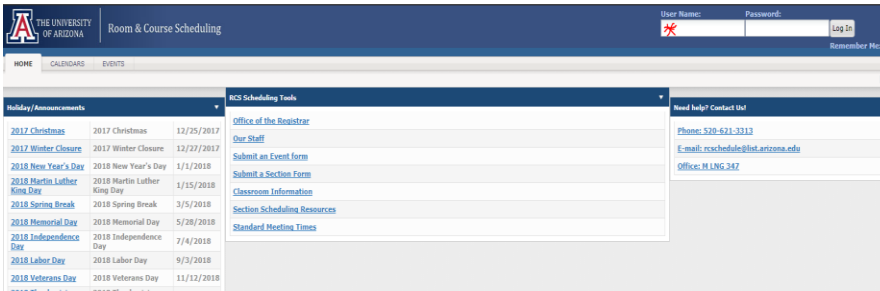 THE UNIVERSITY
OF ARIZONA
Room & Course Scheduling
User Name: Password:
Log In
Remember Me:
HOME CALENDARS EVENTS
Holiday/Announcements
2017 Christmas 2017 Christmas 12/25/2017
2017 Winter Closure 2017 Winter Closure 12/27/2017
2018 New Year's Day 2018 New Year's Day 1/1/2018
2018 Martin Luther King Day 2018 Martin Luther King Day 1/15/2018
2018 Spring Break 2018 Spring Break 3/5/2018
2018 Memorial Day 2018 Memorial Day 5/28/2018
2018 Independence Day 2018 Independence Day 7/4/2018
2018 Labor Day 2018 Labor Day 9/3/2018
2018 Veterans Day 2018 Veterans Day 11/12/2018
RCS Scheduling Tools
Office of the Registrar
Our Staff
Submit an Event form
Submit a Section Form
Classroom Information
Section Scheduling Resources
Standard Meeting Times
Need help? Contact Us!
Phone: 520-621-3313
E-mail: rcschedule@list.arizona.edu
Office: M LNG 347